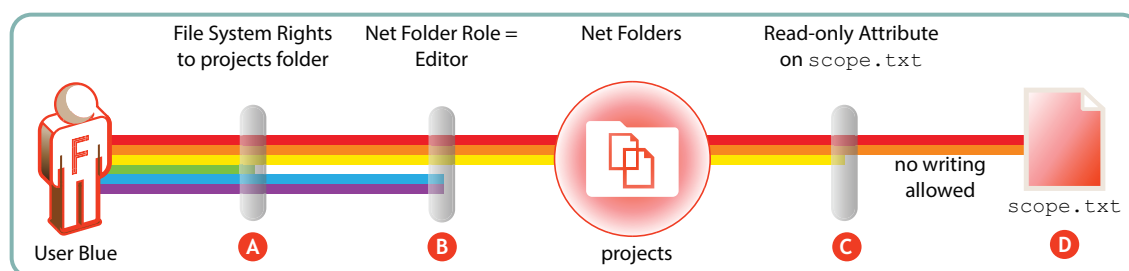 File System Rights
to projects folder
Net Folder Role =
Editor
Net Folders
Read-only Attribute
on scope.txt
F
no writing
allowed
scope.txt
User Blue
A
B
projects
C
D